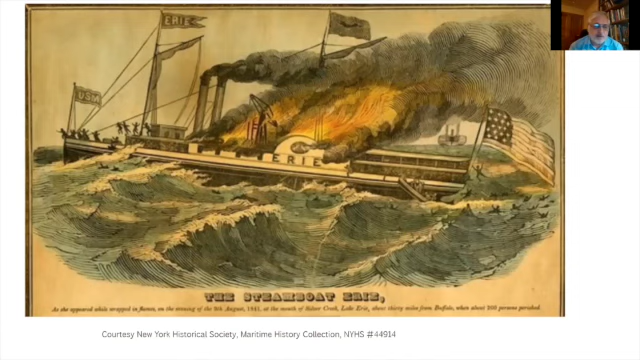 ERIE
USM
ERIE
THE STEAMBOAT ERIE,
As she appeared while wrapped in flames, on the evening of the 9th August, 1841, at the mouth of Silver Creek, Lake Erie, about thirty miles from Buffalo, when about 200 persons perished.
Courtesy New York Historical Society, Maritime History Collection, NYHS #44914